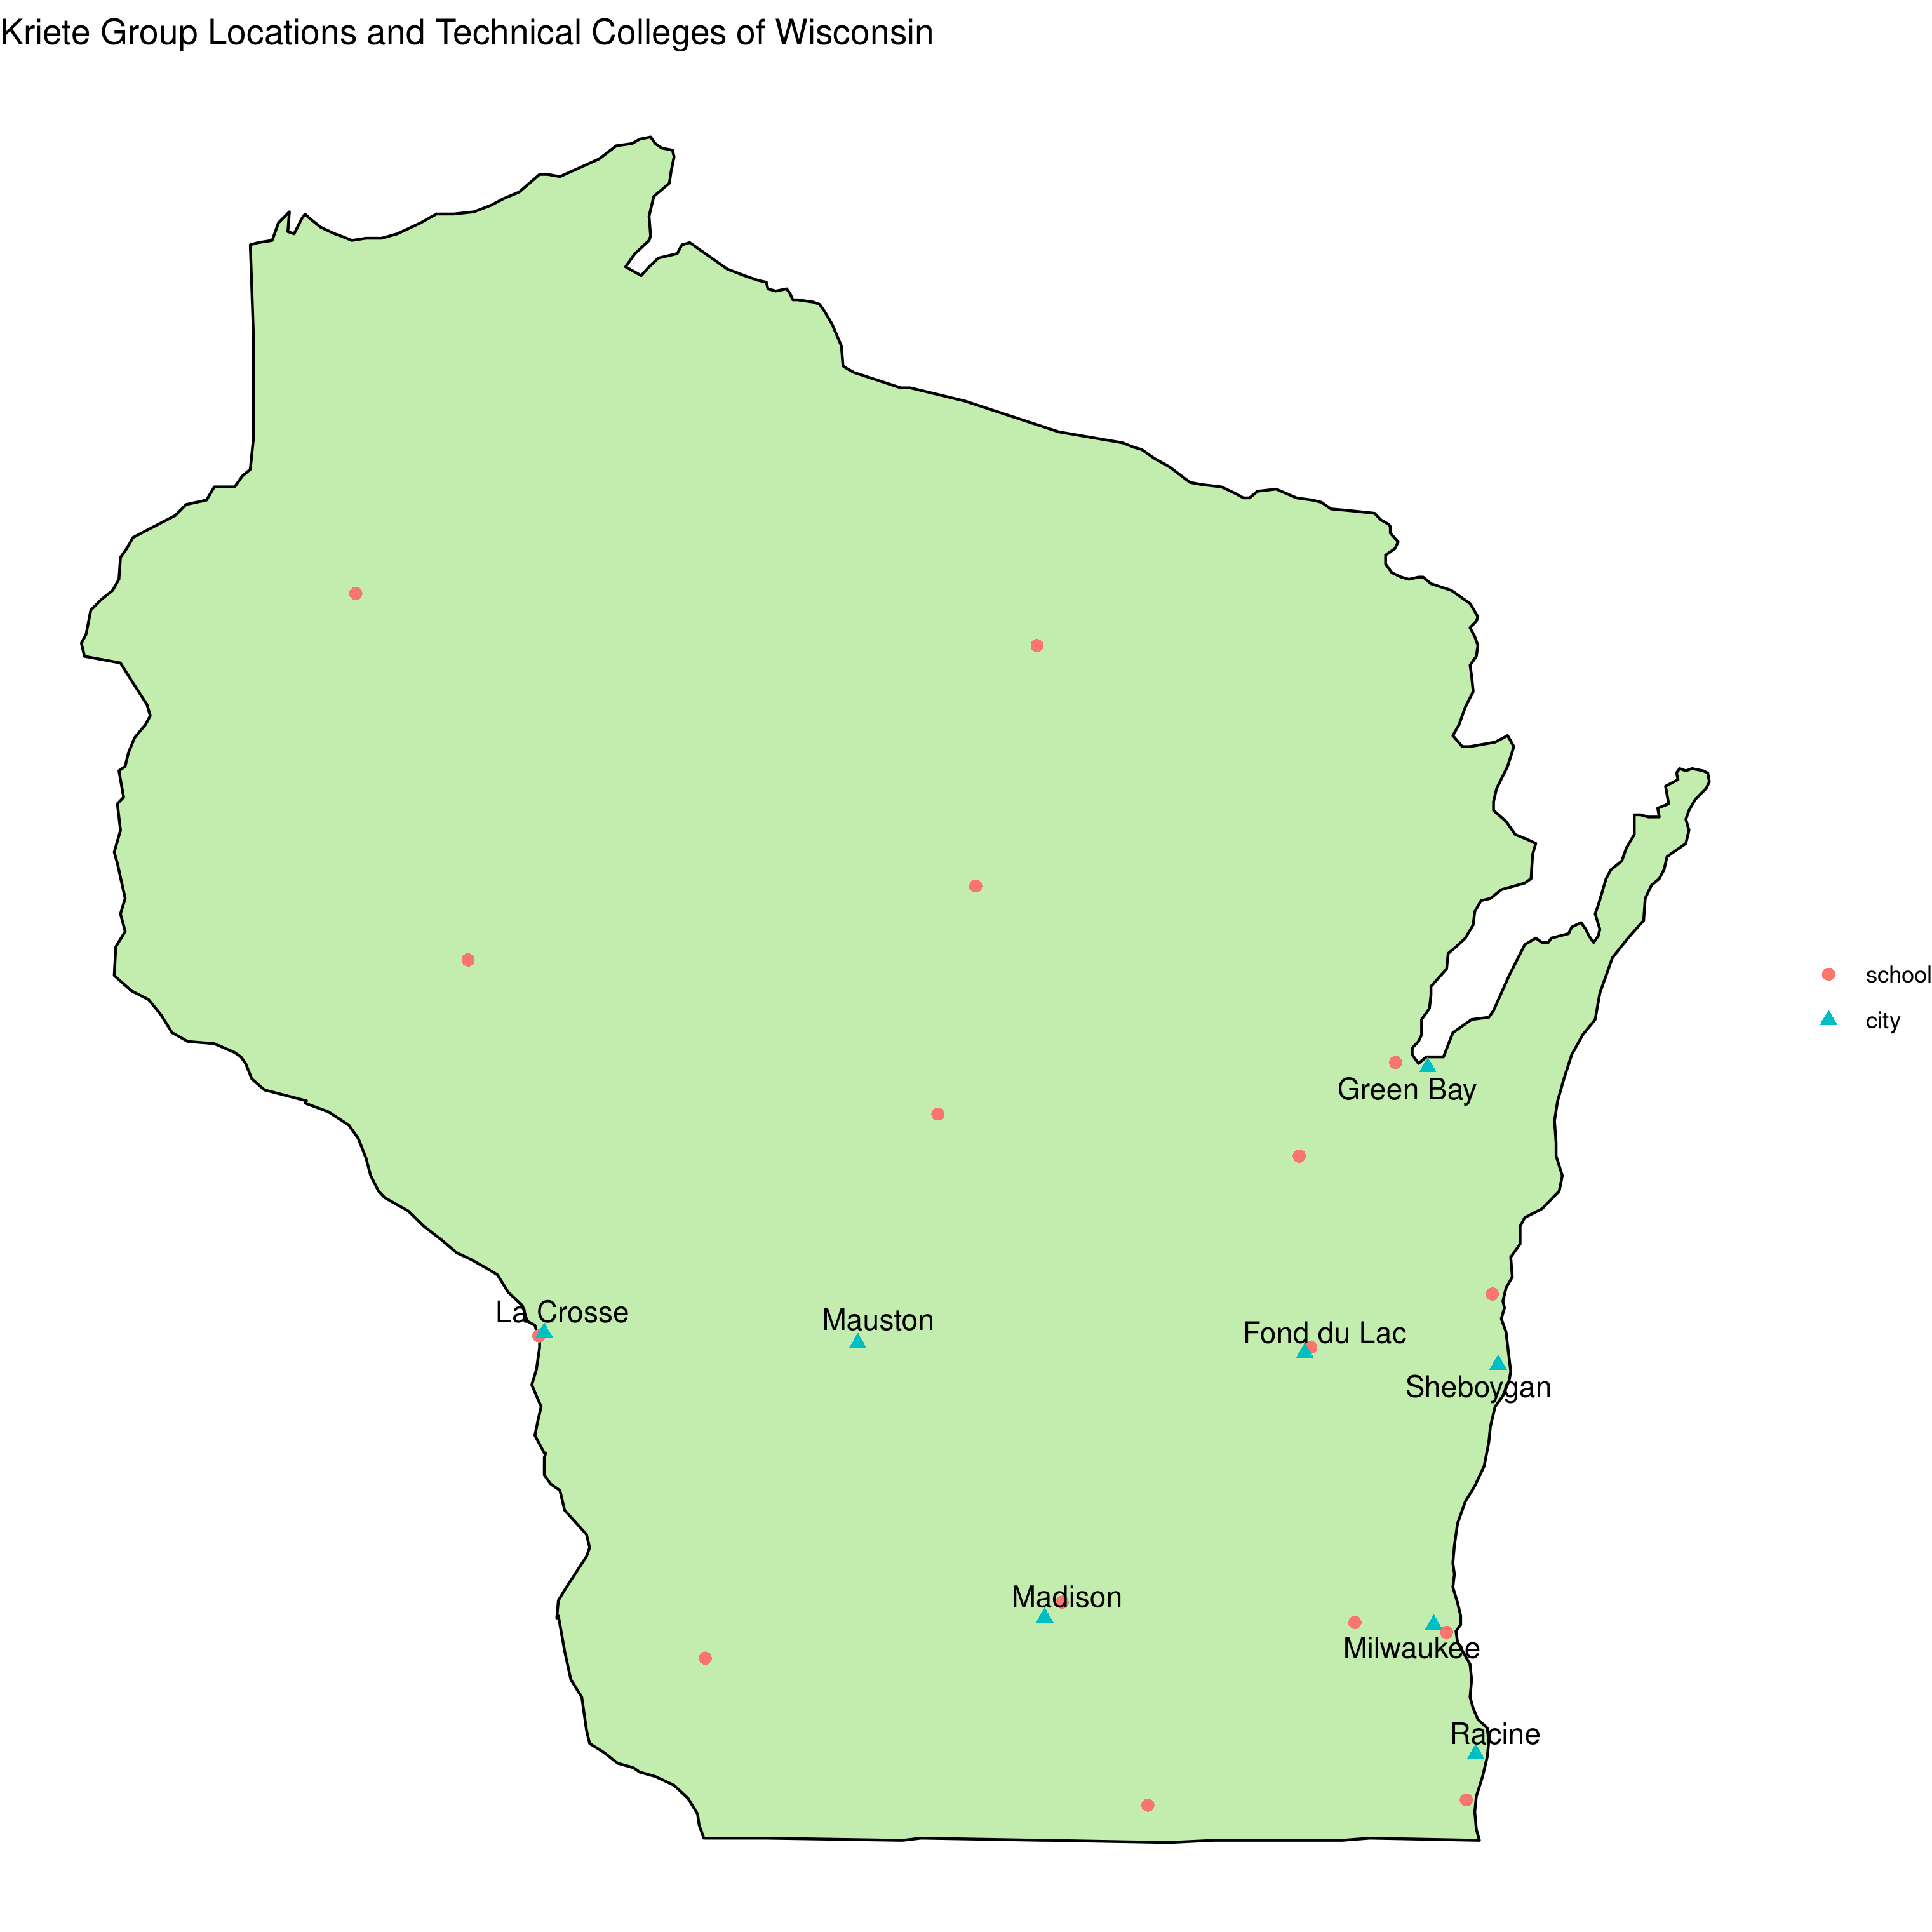 Kriete Group Locations and Technical Colleges of Wisconsin
school
city
Green Bay
La Crosse
Mauston
Fond du Lac
Sheboygan
Madison
Milwaukee
Racine